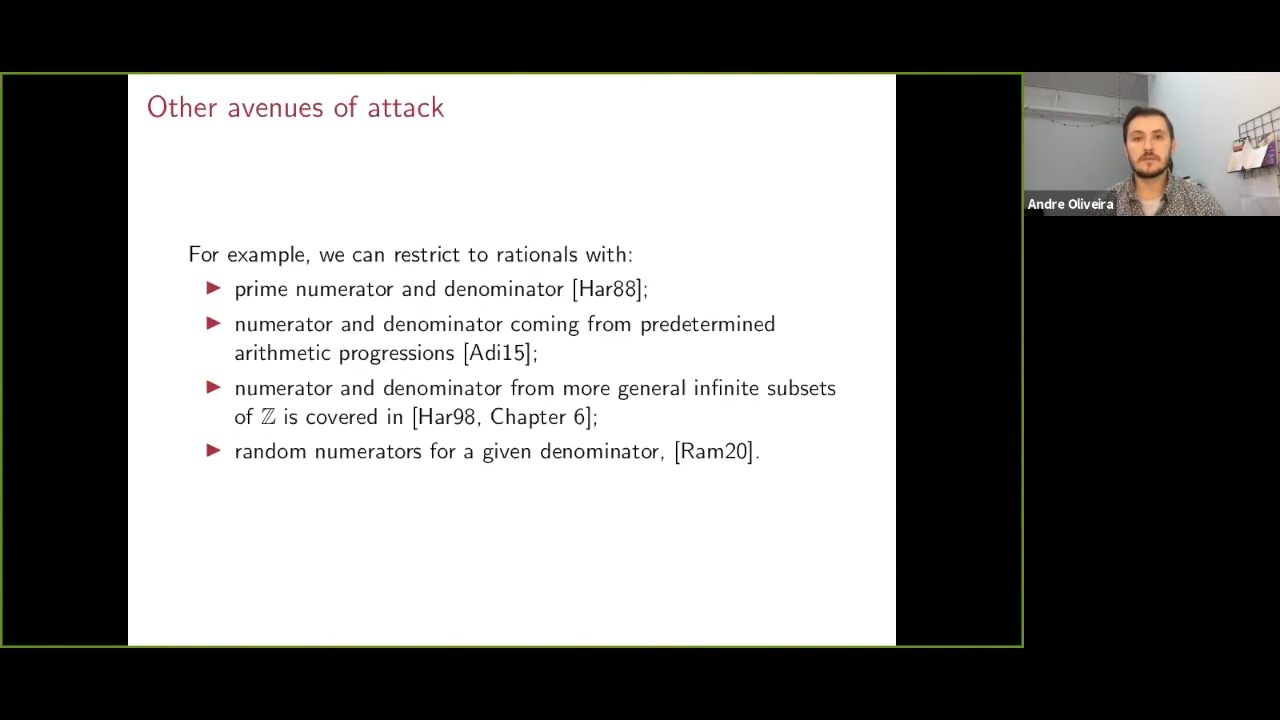 Other avenues of attack
For example, we can restrict to rationals with:
▶ prime numerator and denominator [Har88];
▶ numerator and denominator coming from predetermined
arithmetic progressions [Adi15];
▶ numerator and denominator from more general infinite subsets
of ℤ is covered in [Har98, Chapter 6];
▶ random numerators for a given denominator, [Ram20].
Andre Oliveira